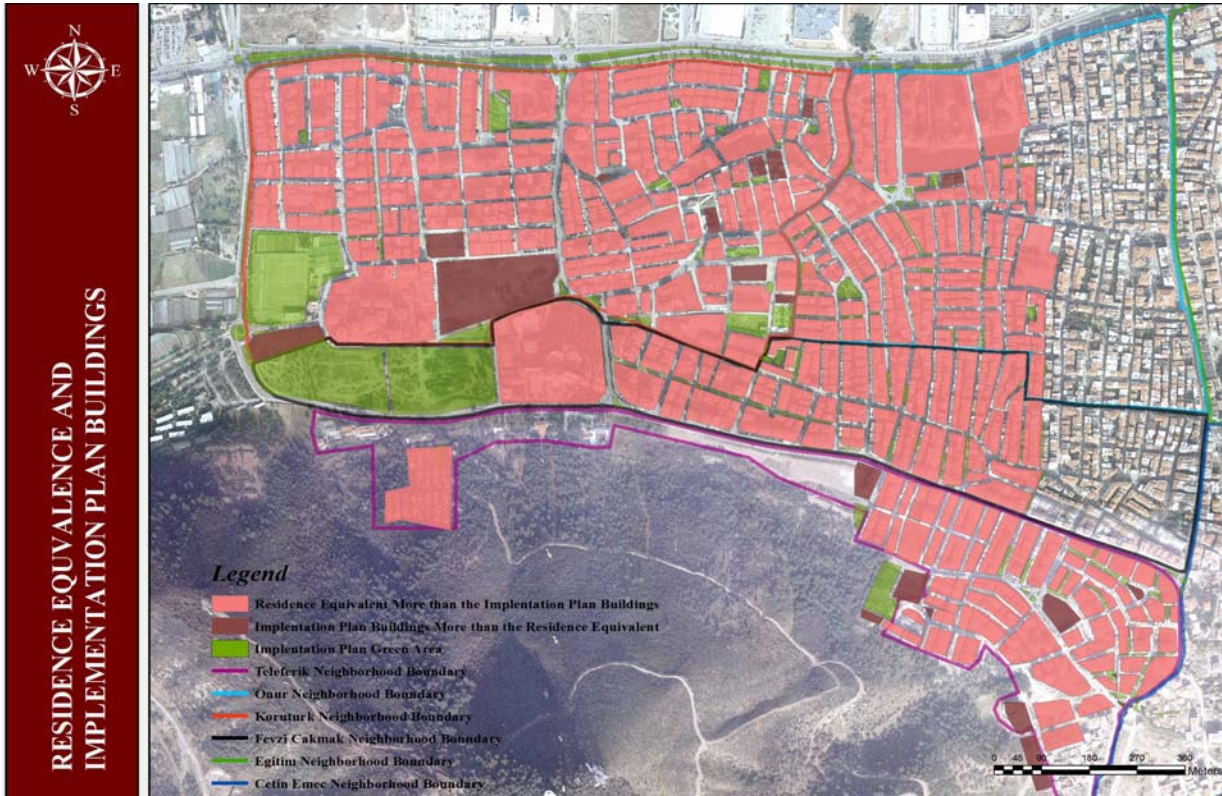 N
W E
S
RESIDENCE EQUVALENCE AND
IMPLEMENTATION PLAN BUILDINGS
Legend
Residence Equivalent More than the Implentation Plan Buildings
Implentation Plan Buildings More than the Residence Equivalent
Implentation Plan Green Area
Teleferik Neighborhood Boundary
Onur Neighborhood Boundary
Koruturk Neighborhood Boundary
Fevzi Cakmak Neighborhood Boundary
Egitim Neighborhood Boundary
Cetin Emec Neighborhood Boundary
0 45 90 180 270 360
Meters